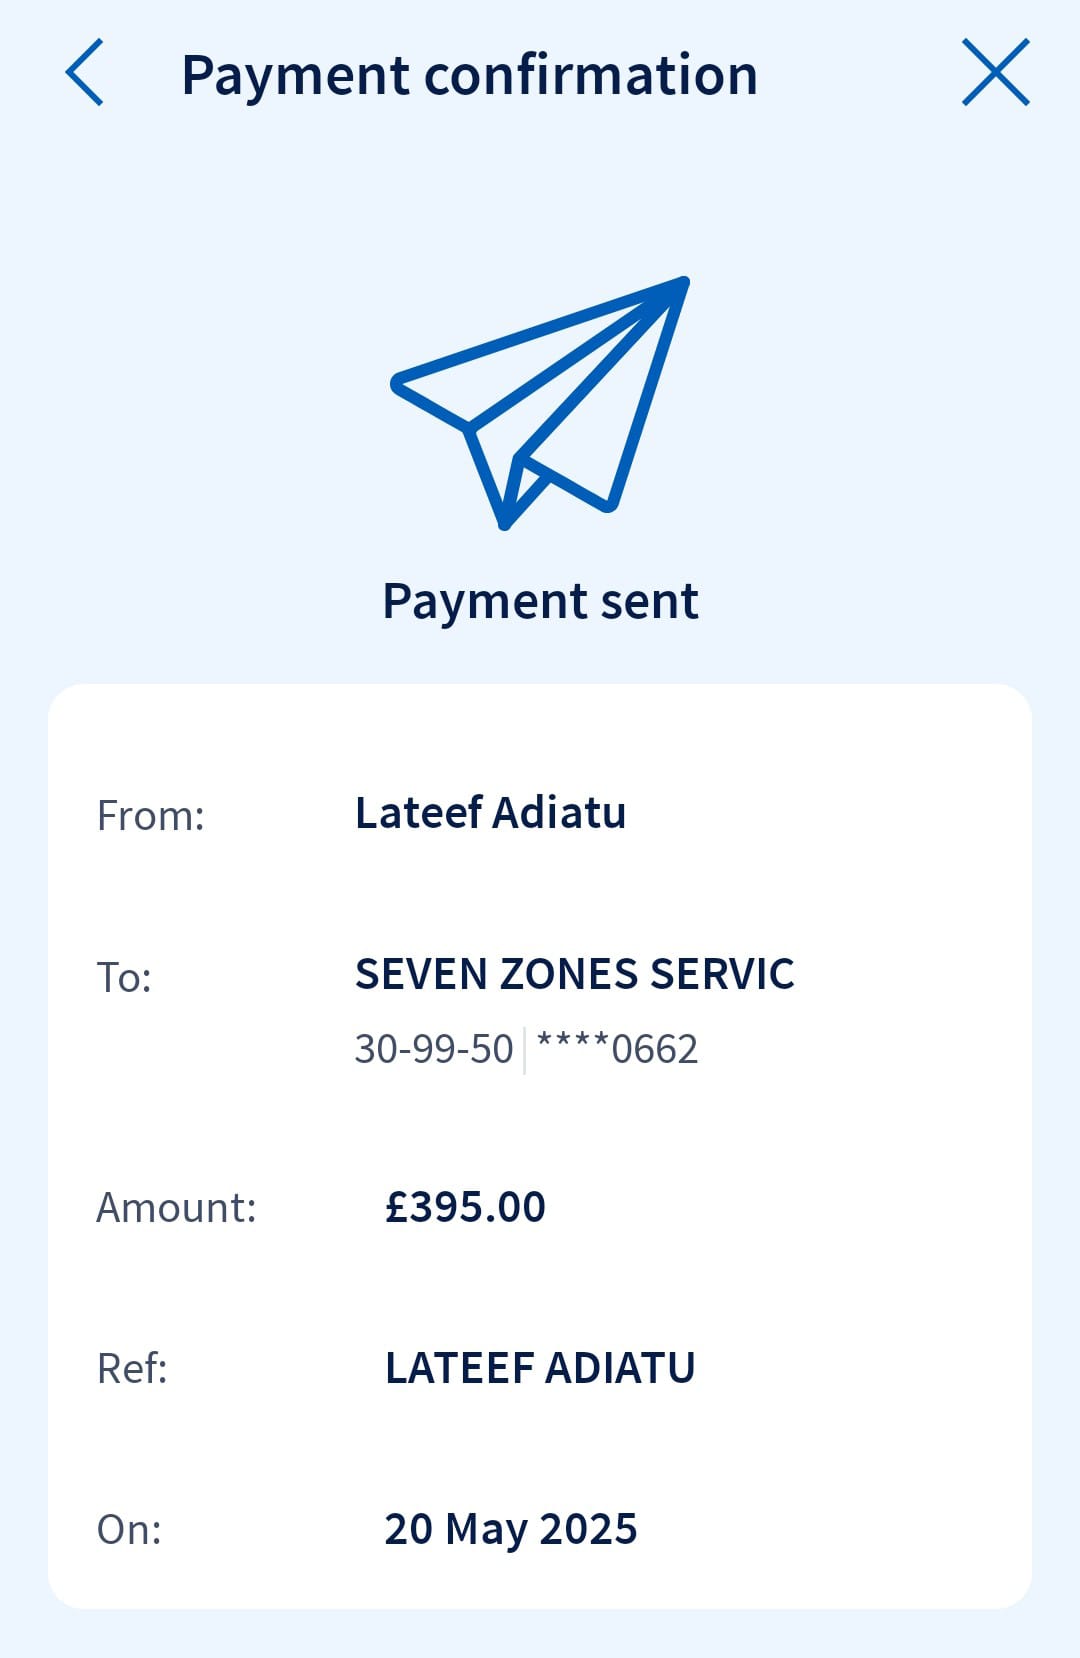 Payment confirmation
Payment sent
From: Lateef Adiatu
To: SEVEN ZONES SERVIC
30-99-50 | ****0662
Amount: £395.00
Ref: LATEEF ADIATU
On: 20 May 2025